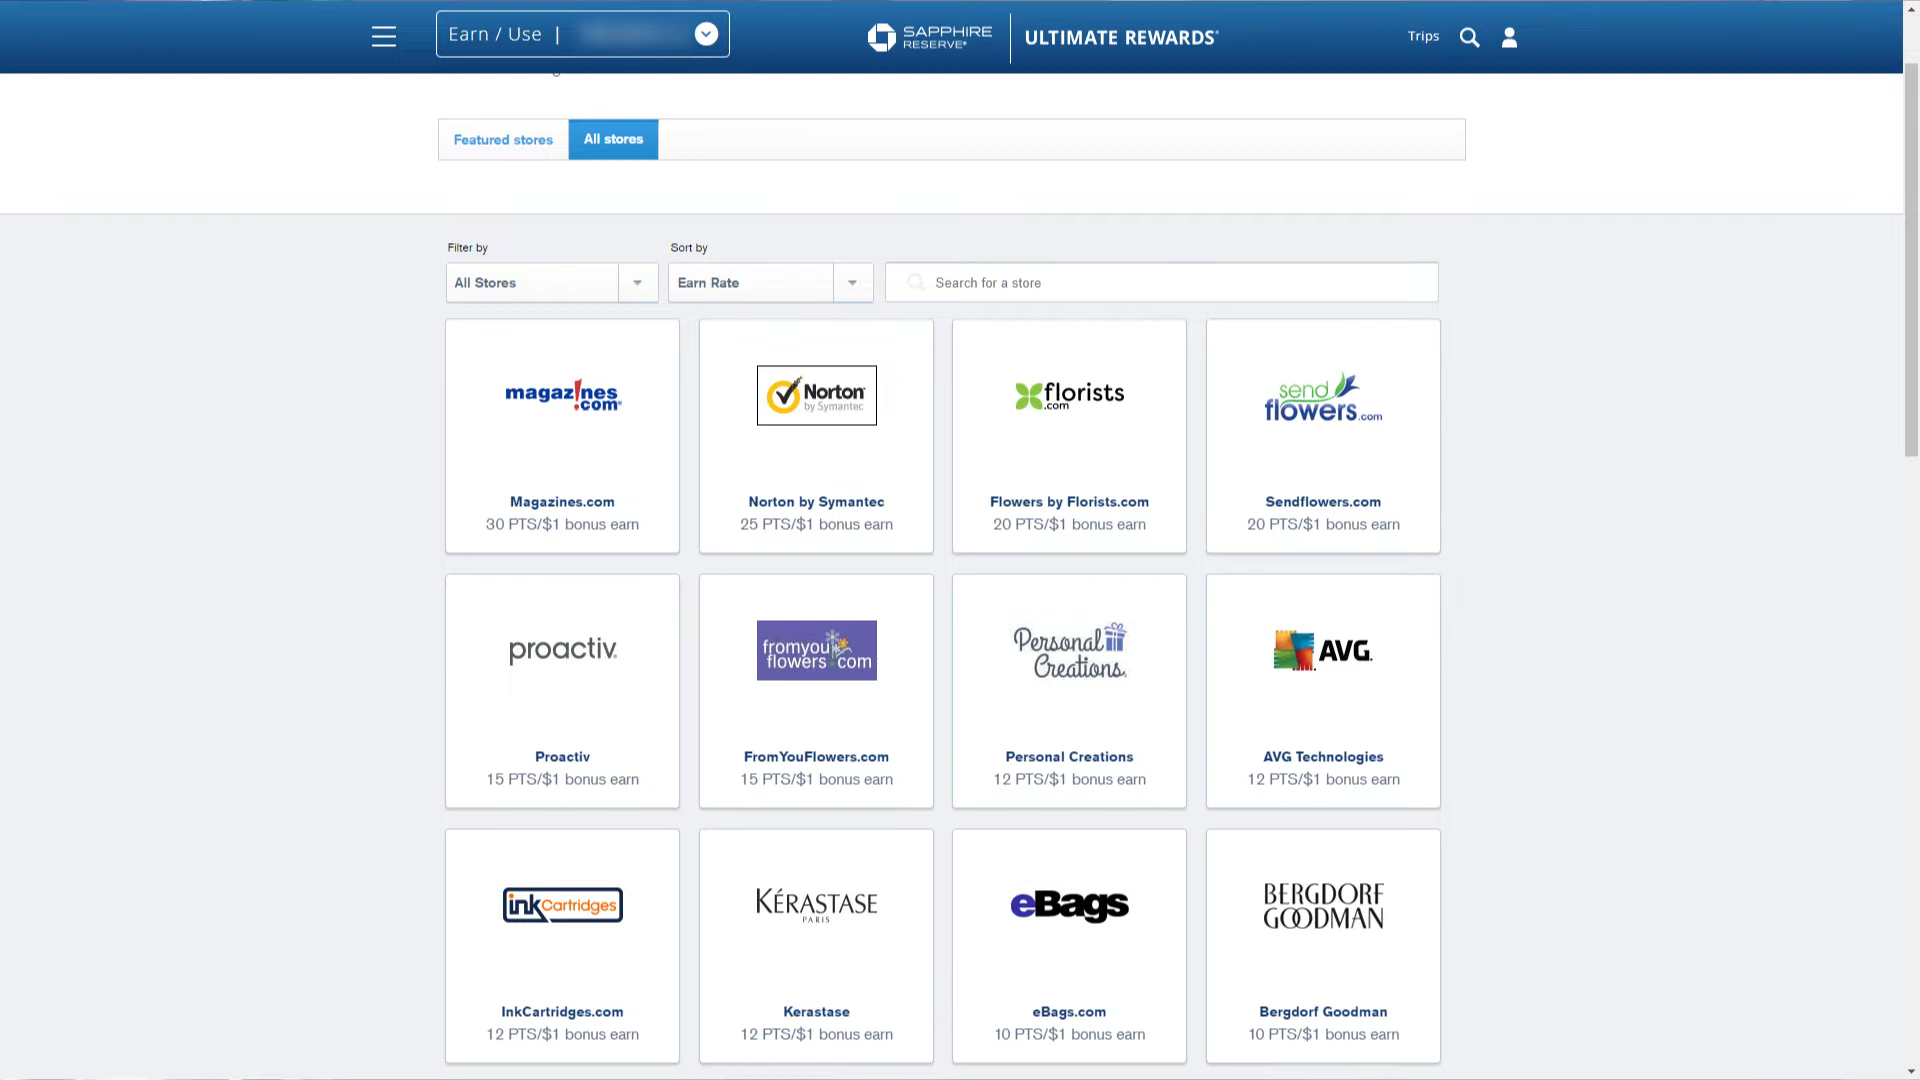 Earn / Use |
SAPPHIRE
RESERVE®
ULTIMATE REWARDS®
Trips
Featured stores
All stores
Filter by
Sort by
All Stores
Earn Rate
Search for a store
magaz!nes
.com®
Norton
by Symantec
florists
.com
send
flowers.com
Magazines.com
30 PTS/$1 bonus earn
Norton by Symantec
25 PTS/$1 bonus earn
Flowers by Florists.com
20 PTS/$1 bonus earn
Sendflowers.com
20 PTS/$1 bonus earn
proactiv®
fromyou
flowers.com
Personal
Creations®
AVG.
Proactiv
15 PTS/$1 bonus earn
FromYouFlowers.com
15 PTS/$1 bonus earn
Personal Creations
12 PTS/$1 bonus earn
AVG Technologies
12 PTS/$1 bonus earn
inkCartridges
KÉRASTASE
PARIS
eBags
BERGDORF
GOODMAN
InkCartridges.com
12 PTS/$1 bonus earn
Kerastase
12 PTS/$1 bonus earn
eBags.com
10 PTS/$1 bonus earn
Bergdorf Goodman
10 PTS/$1 bonus earn